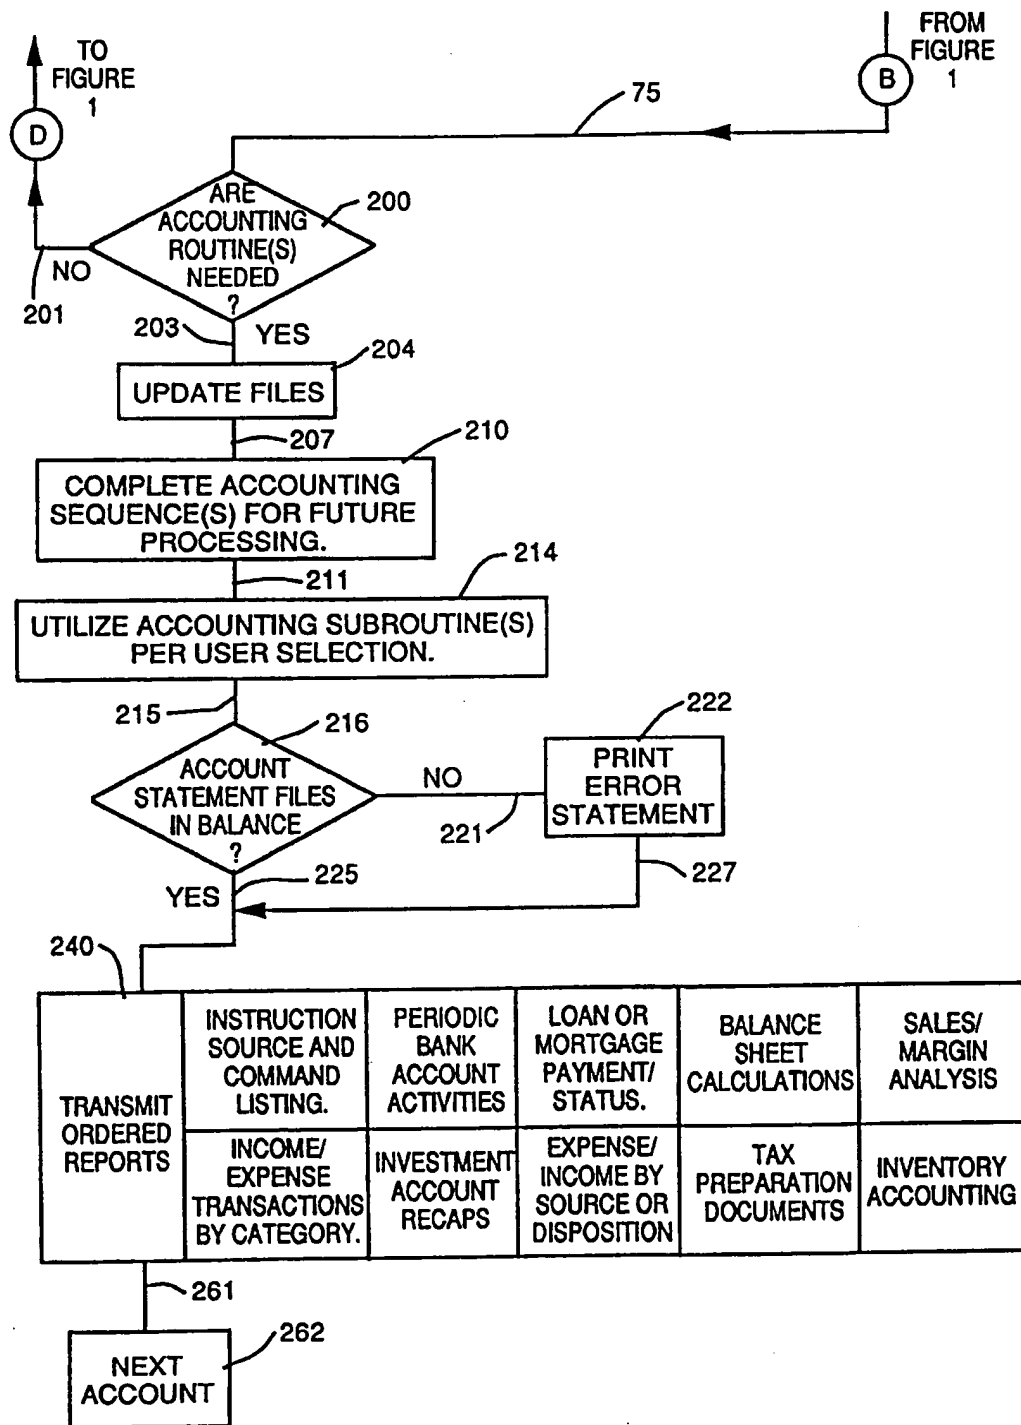 TO
FIGURE
1
D
FROM
FIGURE
1
B
75
ARE
ACCOUNTING
ROUTINE(S)
NEEDED
?
200
NO
201
203
YES
204
UPDATE FILES
207
210
COMPLETE ACCOUNTING
SEQUENCE(S) FOR FUTURE
PROCESSING.
211
214
UTILIZE ACCOUNTING SUBROUTINE(S)
PER USER SELECTION.
215
216
ACCOUNT
STATEMENT FILES
IN BALANCE
?
NO
221
222
PRINT
ERROR
STATEMENT
227
225
YES
240
TRANSMIT
ORDERED
REPORTS
INSTRUCTION
SOURCE AND
COMMAND
LISTING.
PERIODIC
BANK
ACCOUNT
ACTIVITIES
LOAN OR
MORTGAGE
PAYMENT/
STATUS.
BALANCE
SHEET
CALCULATIONS
SALES/
MARGIN
ANALYSIS
INCOME/
EXPENSE
TRANSACTIONS
BY CATEGORY.
INVESTMENT
ACCOUNT
RECAPS
EXPENSE/
INCOME BY
SOURCE OR
DISPOSITION
TAX
PREPARATION
DOCUMENTS
INVENTORY
ACCOUNTING
261
262
NEXT
ACCOUNT